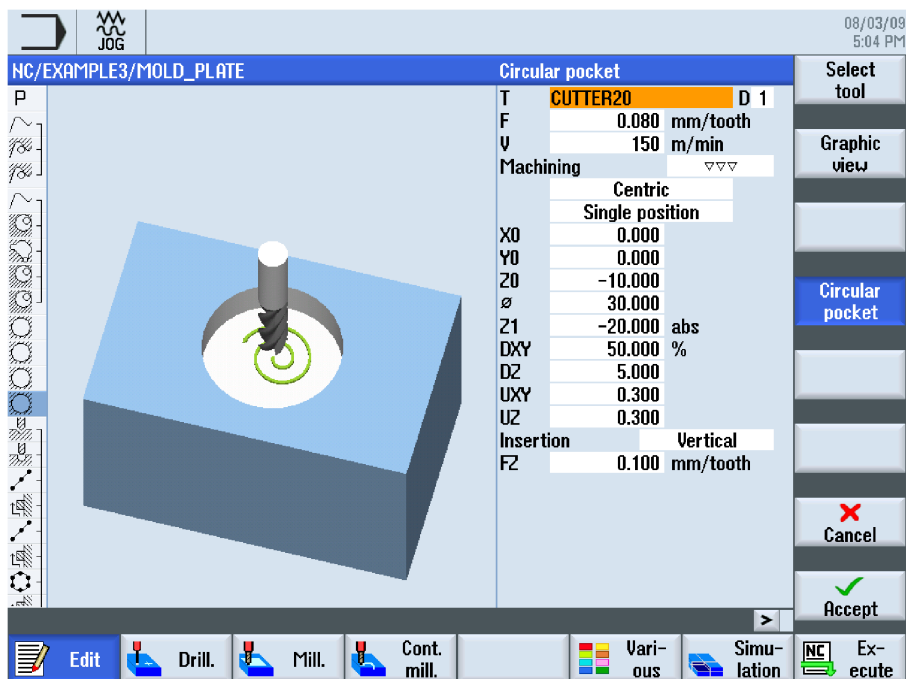 JOG
08/03/09
5:04 PM
NC/EXAMPLE3/MOLD_PLATE
Circular pocket
Select
tool
P
T CUTTER20 D 1
F 0.080 mm/tooth
V 150 m/min
Machining ▽▽▽
Centric
Single position
X0 0.000
Y0 0.000
Z0 -10.000
ø 30.000
Z1 -20.000 abs
DXY 50.000 %
DZ 5.000
UXY 0.300
UZ 0.300
Insertion Vertical
FZ 0.100 mm/tooth
Graphic
view
Circular
pocket
Cancel
Accept
>
Edit
Drill.
Mill.
Cont.
mill.
Vari-
ous
Simu-
lation
NC
Ex-
ecute